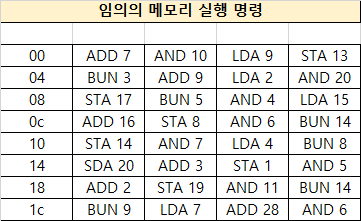 임의의 메모리 실행 명령
00 ADD 7 AND 10 LDA 9 STA 13
04 BUN 3 ADD 9 LDA 2 AND 20
08 STA 17 BUN 5 AND 4 LDA 15
0c ADD 16 STA 8 AND 6 BUN 14
10 STA 14 AND 7 LDA 4 BUN 8
14 SDA 20 ADD 3 STA 1 AND 5
18 ADD 2 STA 19 AND 11 BUN 14
1c BUN 9 LDA 7 ADD 28 AND 6